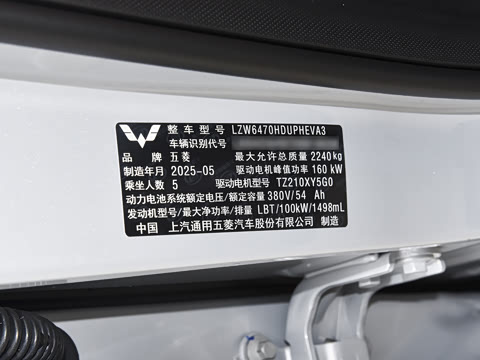 整车型号 LZW6470HDUPHEVA3
车辆识别代号
品牌 五菱 最大允许总质量 2240kg
制造年月 2025-05 驱动电机峰值功率 160 kW
乘坐人数 5 驱动电机型号 TZ210XY5G0
动力电池系统额定电压/额定容量 380V/54 Ah
发动机型号/最大净功率/排量 LBT/100kW/1498mL
中国 上汽通用五菱汽车股份有限公司 制造